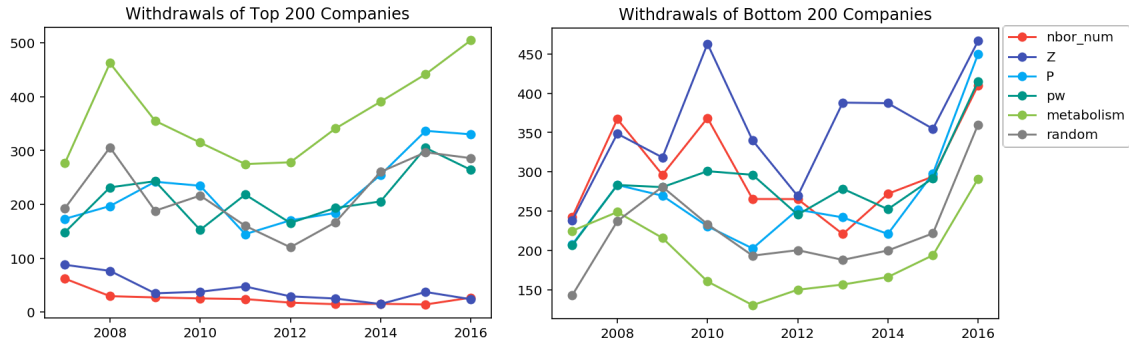 Withdrawals of Top 200 Companies
500
400
300
200
100
0
2008 2010 2012 2014 2016
Withdrawals of Bottom 200 Companies
450
400
350
300
250
200
150
2008 2010 2012 2014 2016
nbor_num
Z
P
pw
metabolism
random